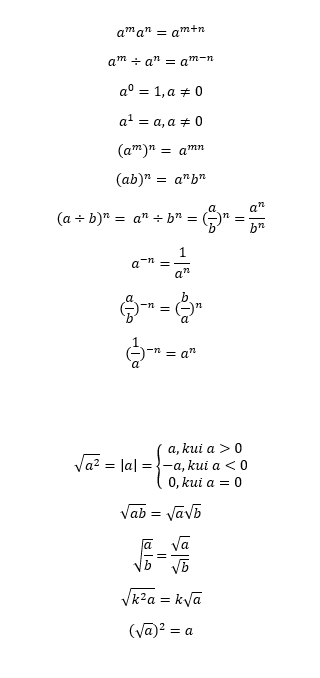 aᵐaⁿ = aᵐ⁺ⁿ
aᵐ ÷ aⁿ = aᵐ⁻ⁿ
a⁰ = 1, a ≠ 0
a¹ = a, a ≠ 0
(aᵐ)ⁿ = aᵐⁿ
(ab)ⁿ = aⁿbⁿ
(a ÷ b)ⁿ = aⁿ ÷ bⁿ = (a/b)ⁿ = aⁿ/bⁿ
a⁻ⁿ = 1/aⁿ
(a/b)⁻ⁿ = (b/a)ⁿ
(1/a)⁻ⁿ = aⁿ
√a² = |a| = { a, kui a > 0
−a, kui a < 0
0, kui a = 0
√ab = √a√b
√a/b = √a/√b
√k²a = k√a
(√a)² = a